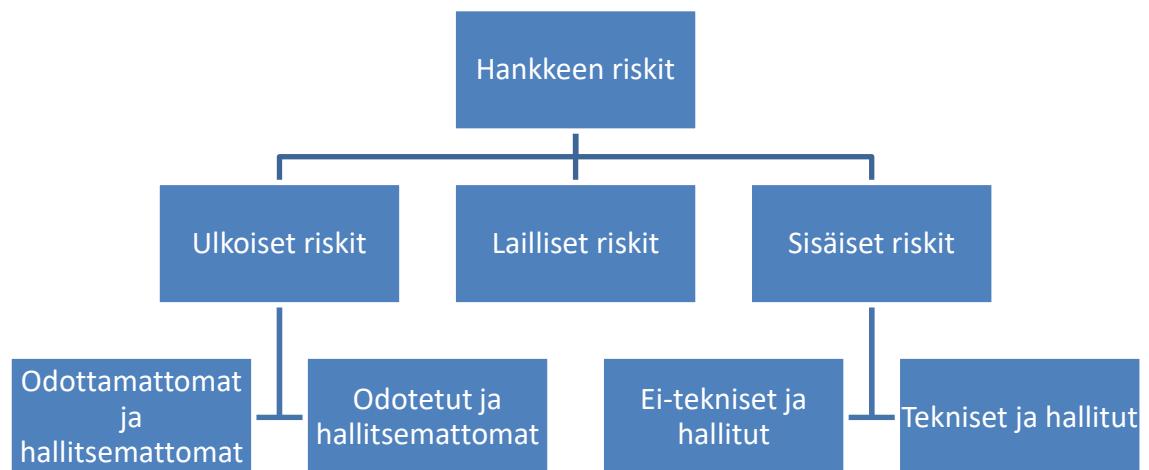 Hankkeen riskit
Ulkoiset riskit
Lailliset riskit
Sisäiset riskit
Odottamattomat
ja
hallitsemattomat
Odotetut ja
hallitsemattomat
Ei-tekniset ja
hallitut
Tekniset ja hallitut